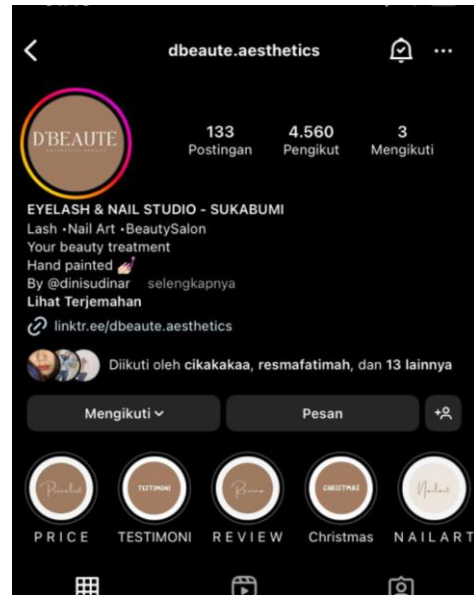 dbeaute.aesthetics
D'BEAUTÉ
133 4.560 3
Postingan Pengikut Mengikuti
EYELASH & NAIL STUDIO - SUKABUMI
Lash •Nail Art •BeautySalon
Your beauty treatment
Hand painted 💅🏻
By @dinisudinar selengkapnya
Lihat Terjemahan
linktr.ee/dbeaute.aesthetics
Diikuti oleh cikakakaa, resmafatimah, dan 13 lainnya
Mengikuti Pesan
Pricelist TESTIMONI Review CHRISTMAS Nailart
P R I C E TESTIMONI R E V I E W Christmas N A I L A R T